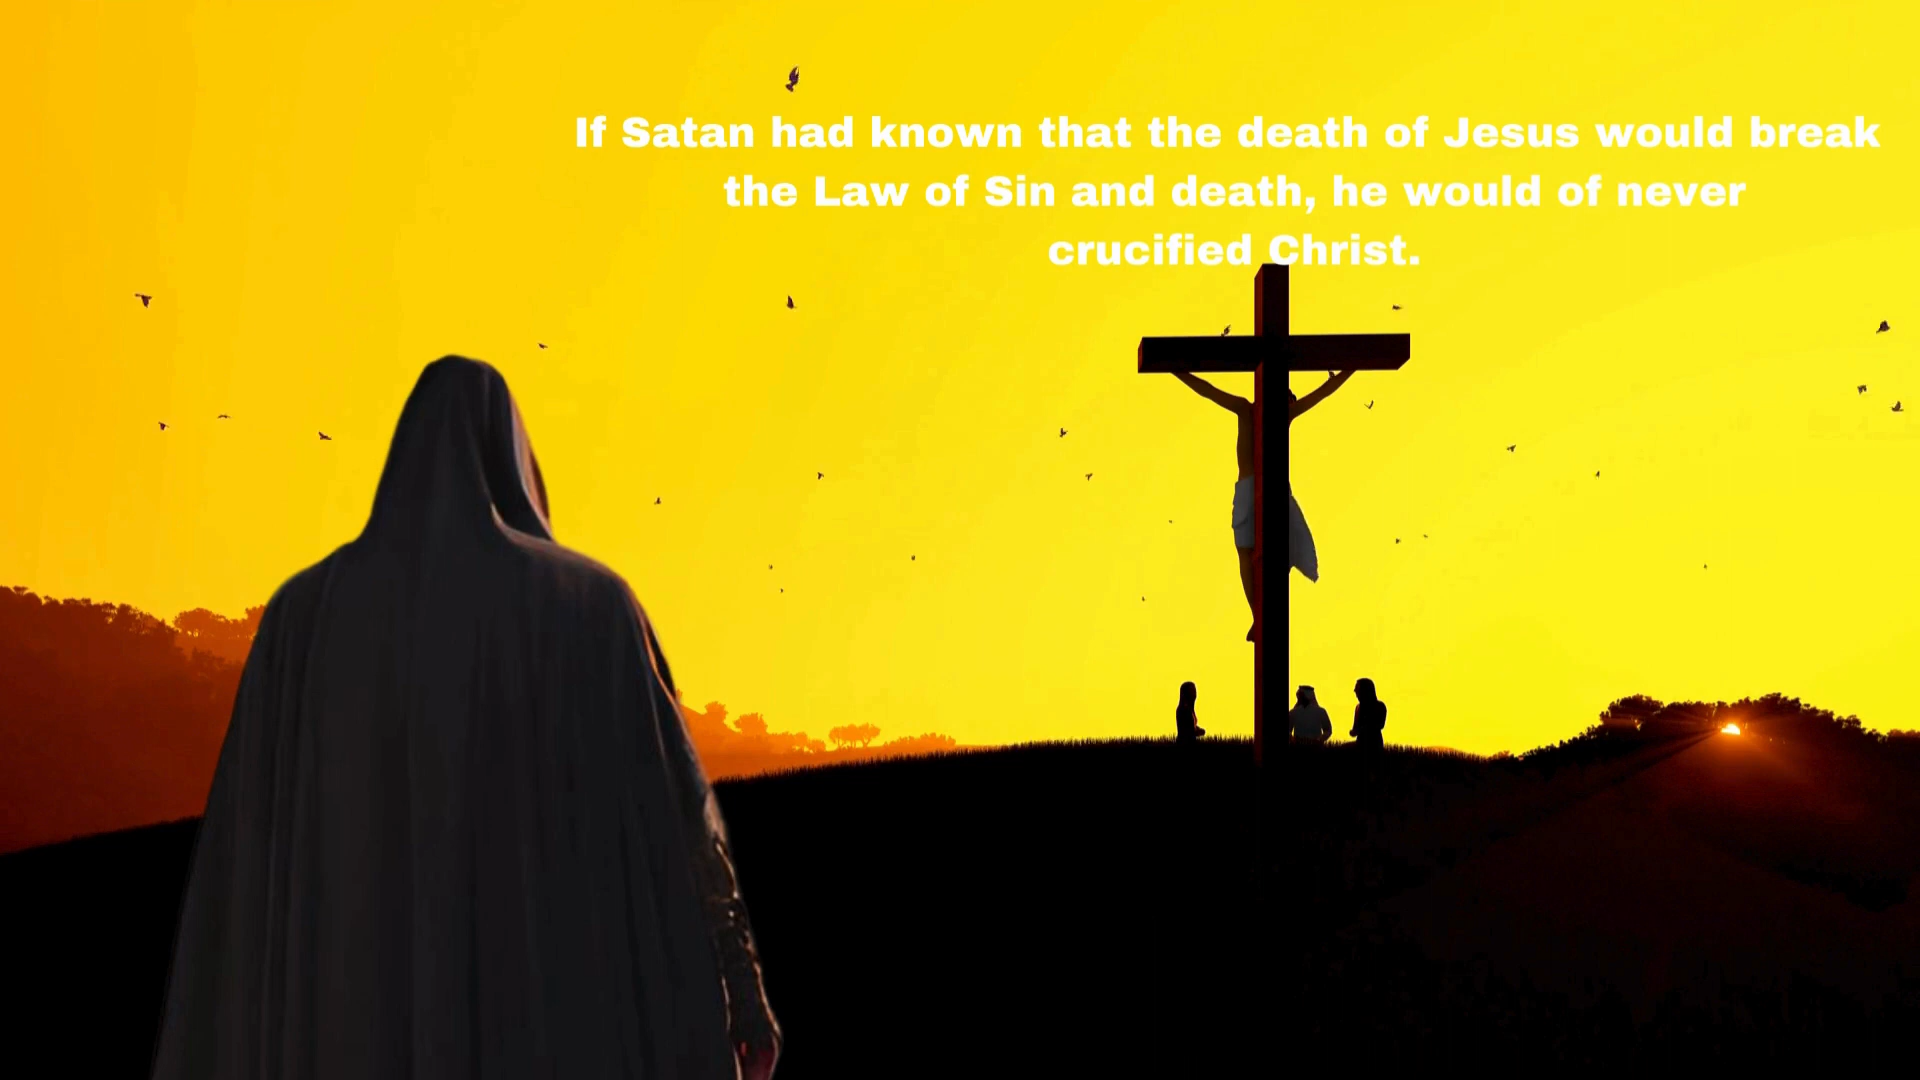 If Satan had known that the death of Jesus would break
the Law of Sin and death, he would of never
crucified Christ.